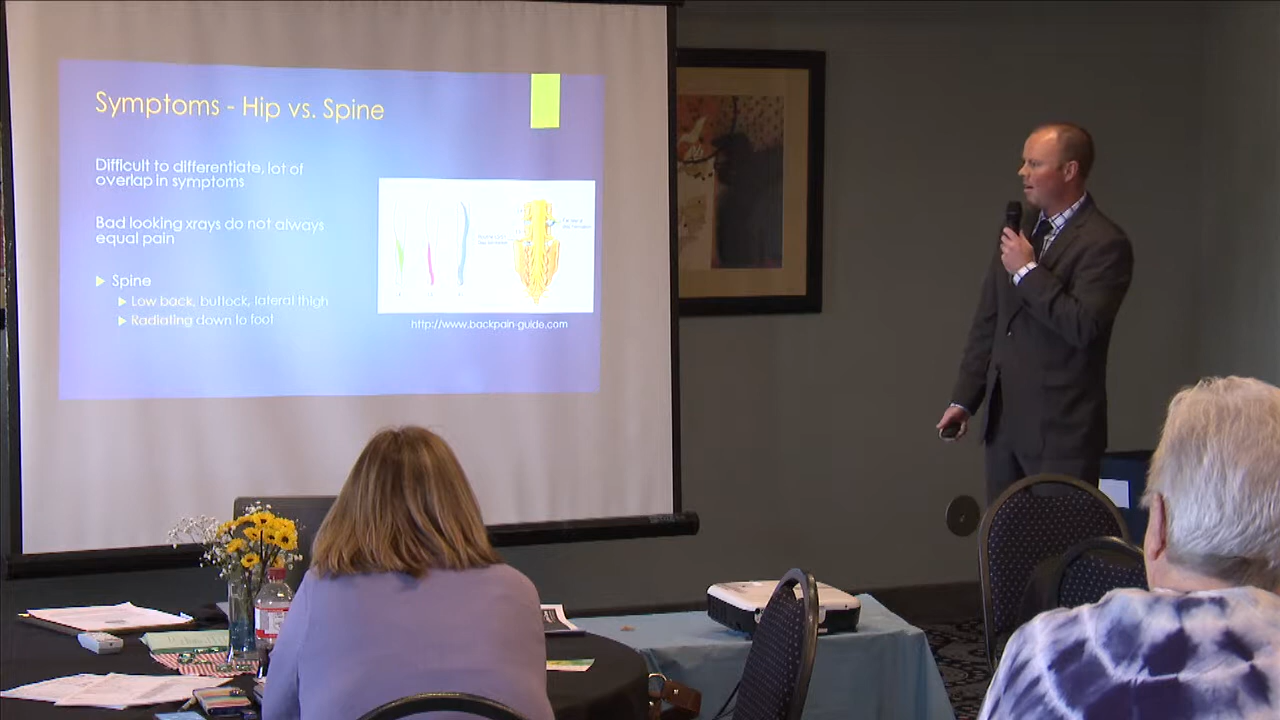 Symptoms - Hip vs. Spine
Difficult to differentiate, lot of
overlap in symptoms
Bad looking xrays do not always
equal pain
Spine
Low back, buttock, lateral thigh
Radiating down to foot
http://www.backpain-guide.com